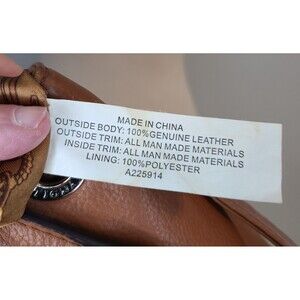 MADE IN CHINA
OUTSIDE BODY: 100%GENUINE LEATHER
OUTSIDE TRIM: ALL MAN MADE MATERIALS
INSIDE TRIM: ALL MAN MADE MATERIALS
LINING: 100%POLYESTER
A225914